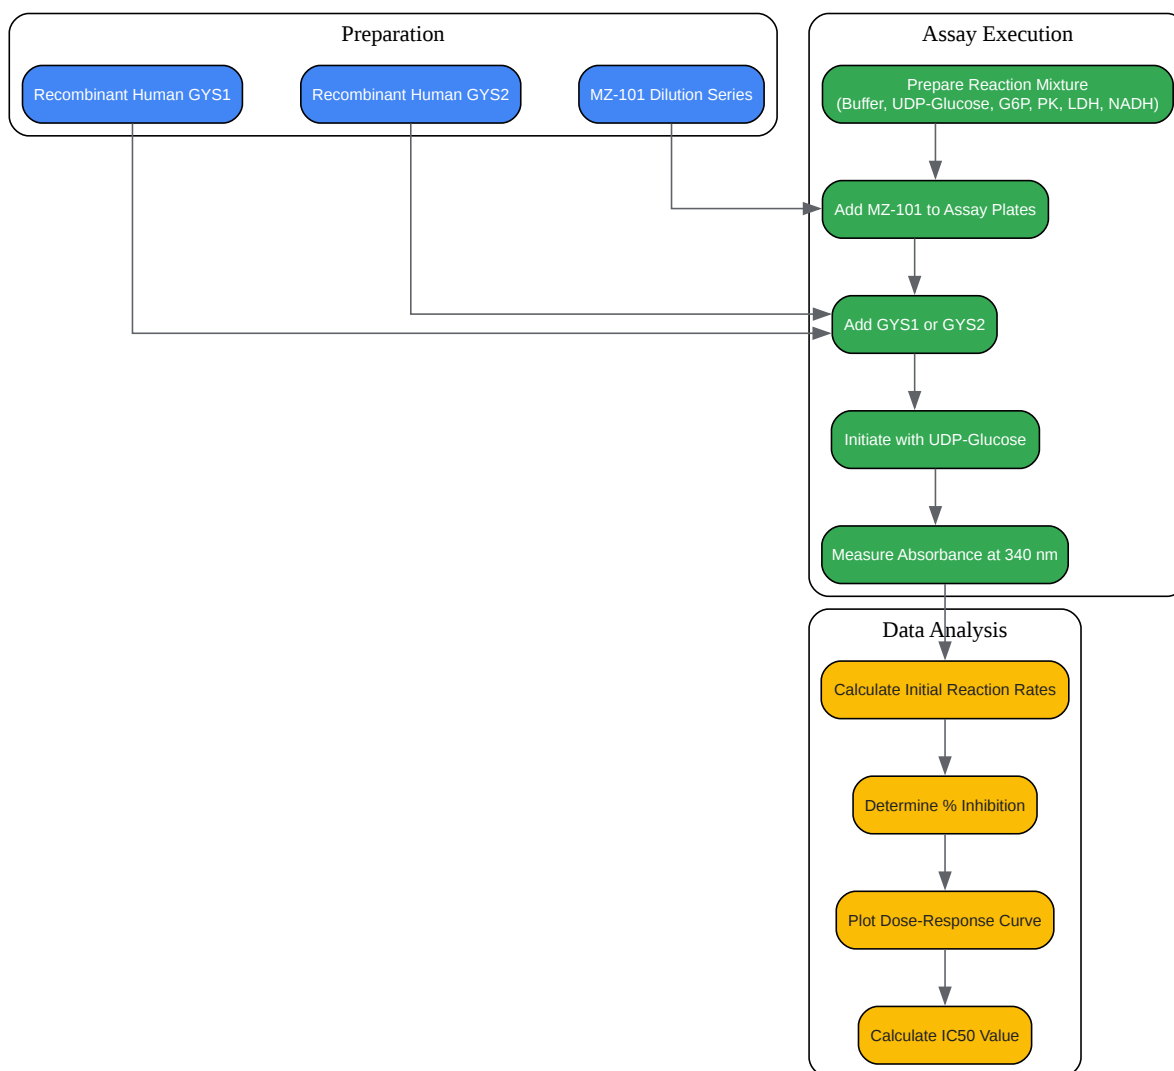 Preparation
Recombinant Human GYS1
Recombinant Human GYS2
MZ-101 Dilution Series
Assay Execution
Prepare Reaction Mixture
(Buffer, UDP-Glucose, G6P, PK, LDH, NADH)
Add MZ-101 to Assay Plates
Add GYS1 or GYS2
Initiate with UDP-Glucose
Measure Absorbance at 340 nm
Data Analysis
Calculate Initial Reaction Rates
Determine % Inhibition
Plot Dose-Response Curve
Calculate IC50 Value